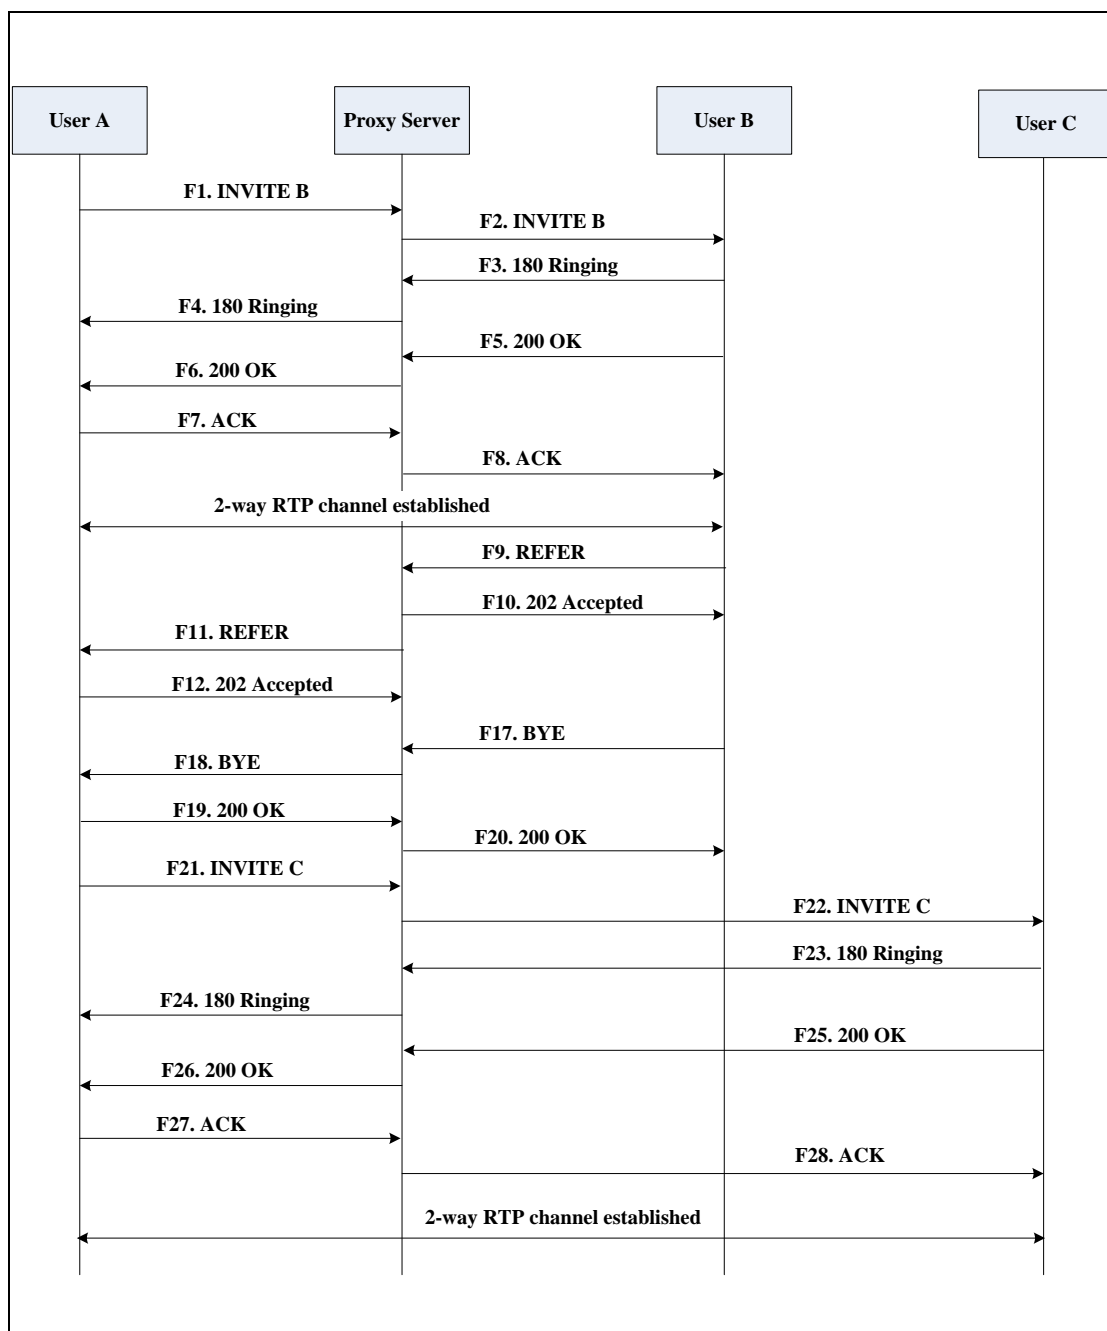 User A
Proxy Server
User B
User C
F1. INVITE B
F2. INVITE B
F3. 180 Ringing
F4. 180 Ringing
F5. 200 OK
F6. 200 OK
F7. ACK
F8. ACK
2-way RTP channel established
F9. REFER
F10. 202 Accepted
F11. REFER
F12. 202 Accepted
F17. BYE
F18. BYE
F19. 200 OK
F20. 200 OK
F21. INVITE C
F22. INVITE C
F23. 180 Ringing
F24. 180 Ringing
F25. 200 OK
F26. 200 OK
F27. ACK
F28. ACK
2-way RTP channel established